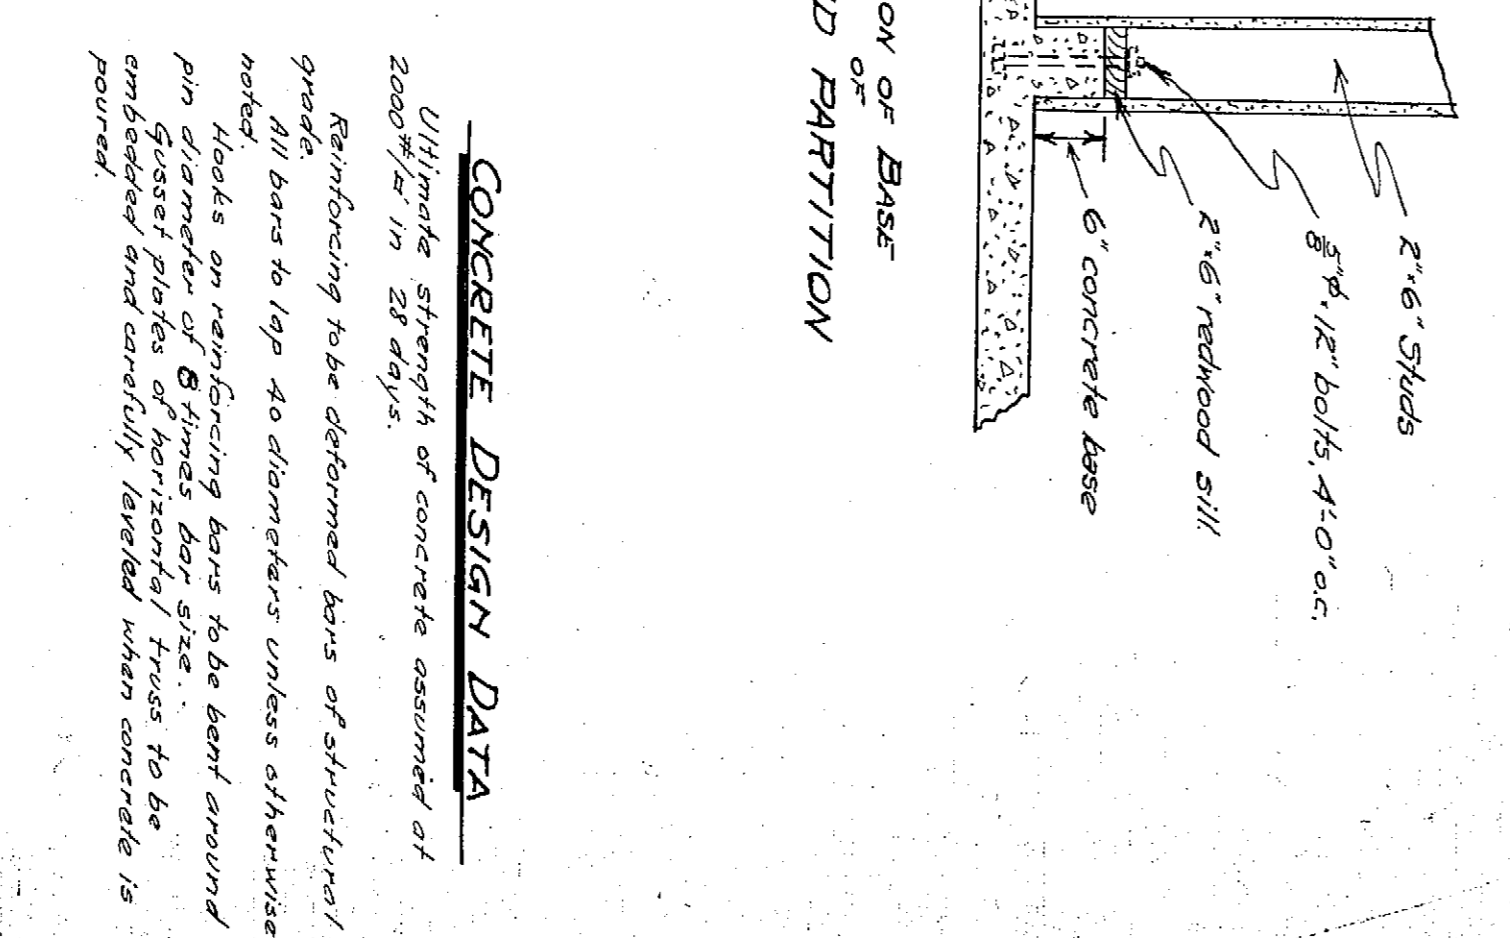 2"×6" Studs
5/8"φ×12" bolts, 4'-0" o.c.
2"×6" redwood sill
6" concrete base
ON OF BASE
OF
D PARTITION
CONCRETE DESIGN DATA
Ultimate strength of concrete assumed at
2000#/□" in 28 days.
Reinforcing to be deformed bars of structural
grade.
All bars to lap 40 diameters unless otherwise
noted.
Hooks on reinforcing bars to be bent around
pin diameter of 8 times bar size.
Gusset plates of horizontal truss to be
embedded and carefully leveled when concrete is
poured.